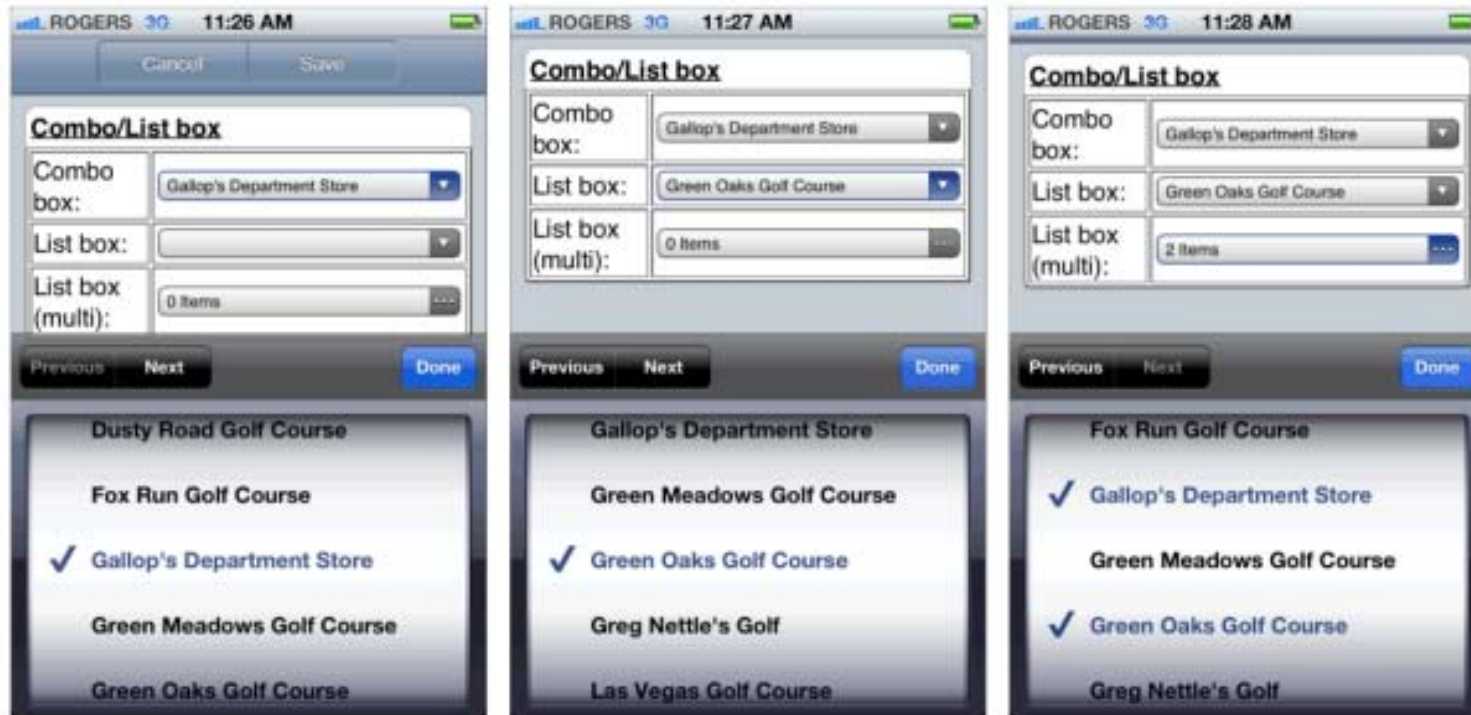 ROGERS 3G 11:26 AM
Cancel Save
Combo/List box
Combo
box:
Gallop's Department Store
List box:
List box
(multi):
0 Items
Previous Next Done
Dusty Road Golf Course
Fox Run Golf Course
Gallop's Department Store
Green Meadows Golf Course
Green Oaks Golf Course
ROGERS 3G 11:27 AM
Combo/List box
Combo
box:
Gallop's Department Store
List box: Green Oaks Golf Course
List box
(multi):
0 Items
Previous Next Done
Gallop's Department Store
Green Meadows Golf Course
Green Oaks Golf Course
Greg Nettle's Golf
Las Vegas Golf Course
ROGERS 3G 11:28 AM
Combo/List box
Combo
box:
Gallop's Department Store
List box: Green Oaks Golf Course
List box
(multi):
2 Items
Previous Next Done
Fox Run Golf Course
Gallop's Department Store
Green Meadows Golf Course
Green Oaks Golf Course
Greg Nettle's Golf